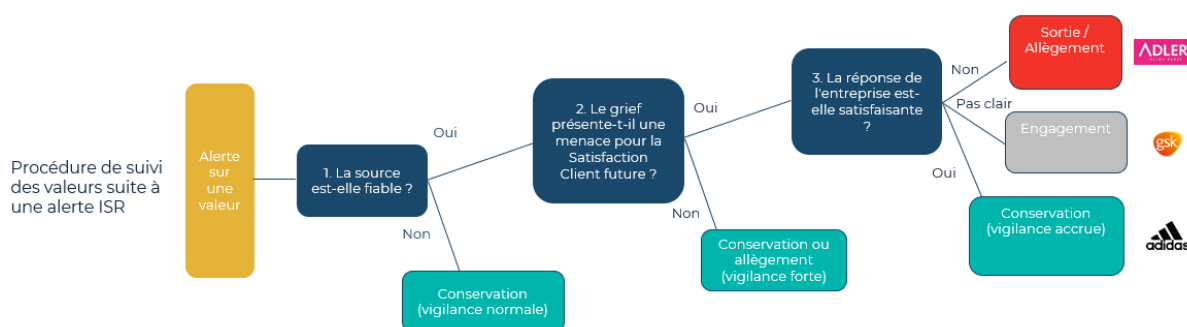 Procédure de suivi
des valeurs suite à
une alerte ISR
Alerte
sur
une
valeur
1. La source
est-elle fiable ?
Oui
Non
Conservation
(vigilance normale)
2. Le grief
présente-t-il une
menace pour la
Satisfaction
Client future ?
Oui
Non
Conservation ou
allègement
(vigilance forte)
3. La réponse de
l'entreprise est-
elle satisfaisante
?
Non
Pas clair
Oui
Sortie /
Allègement
ADLER
Engagement
gsk
Conservation
(vigilance accrue)
adidas